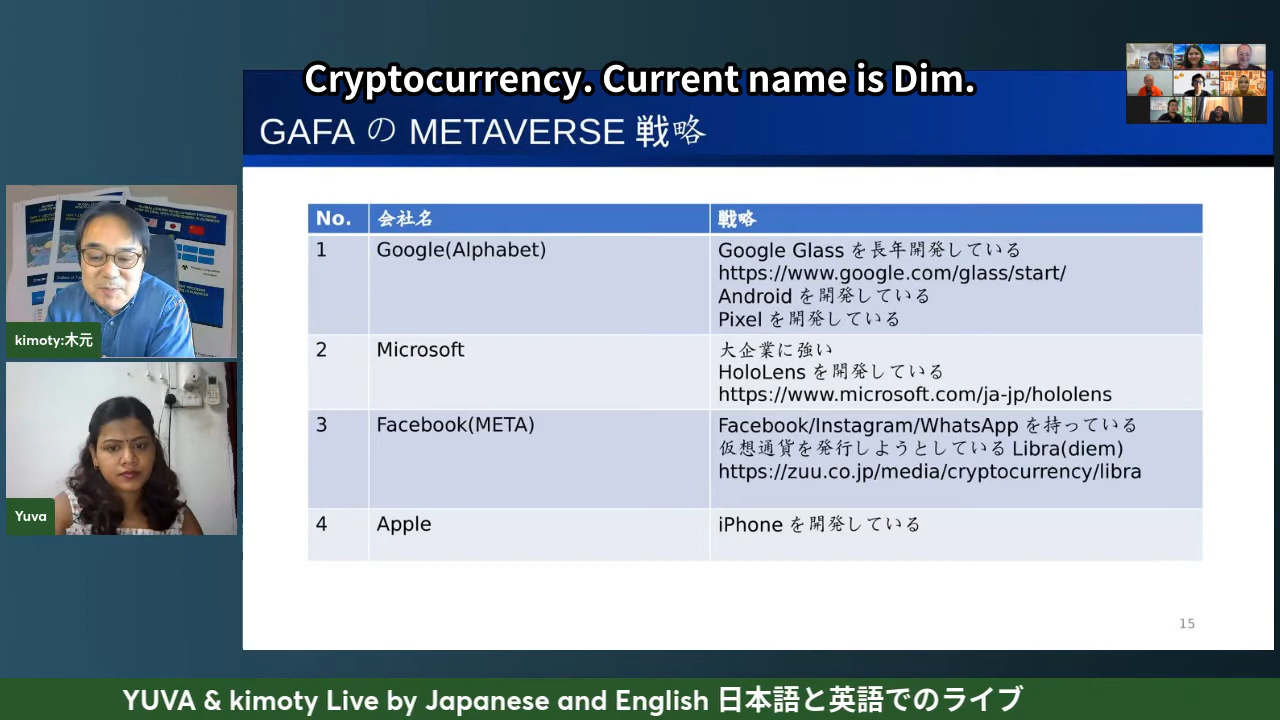 Cryptocurrency. Current name is Dim.
GAFA の METAVERSE 戦略
No. 会社名 戦略
1 Google(Alphabet) Google Glass を長年開発している
https://www.google.com/glass/start/
Android を開発している
Pixel を開発している
2 Microsoft 大企業に強い
HoloLens を開発している
https://www.microsoft.com/ja-jp/hololens
3 Facebook(META) Facebook/Instagram/WhatsApp を持っている
仮想通貨を発行しようとしている Libra(diem)
https://zuu.co.jp/media/cryptocurrency/libra
4 Apple iPhone を開発している
15
kimoty:木元
Yuva
YUVA & kimoty Live by Japanese and English 日本語と英語でのライブ